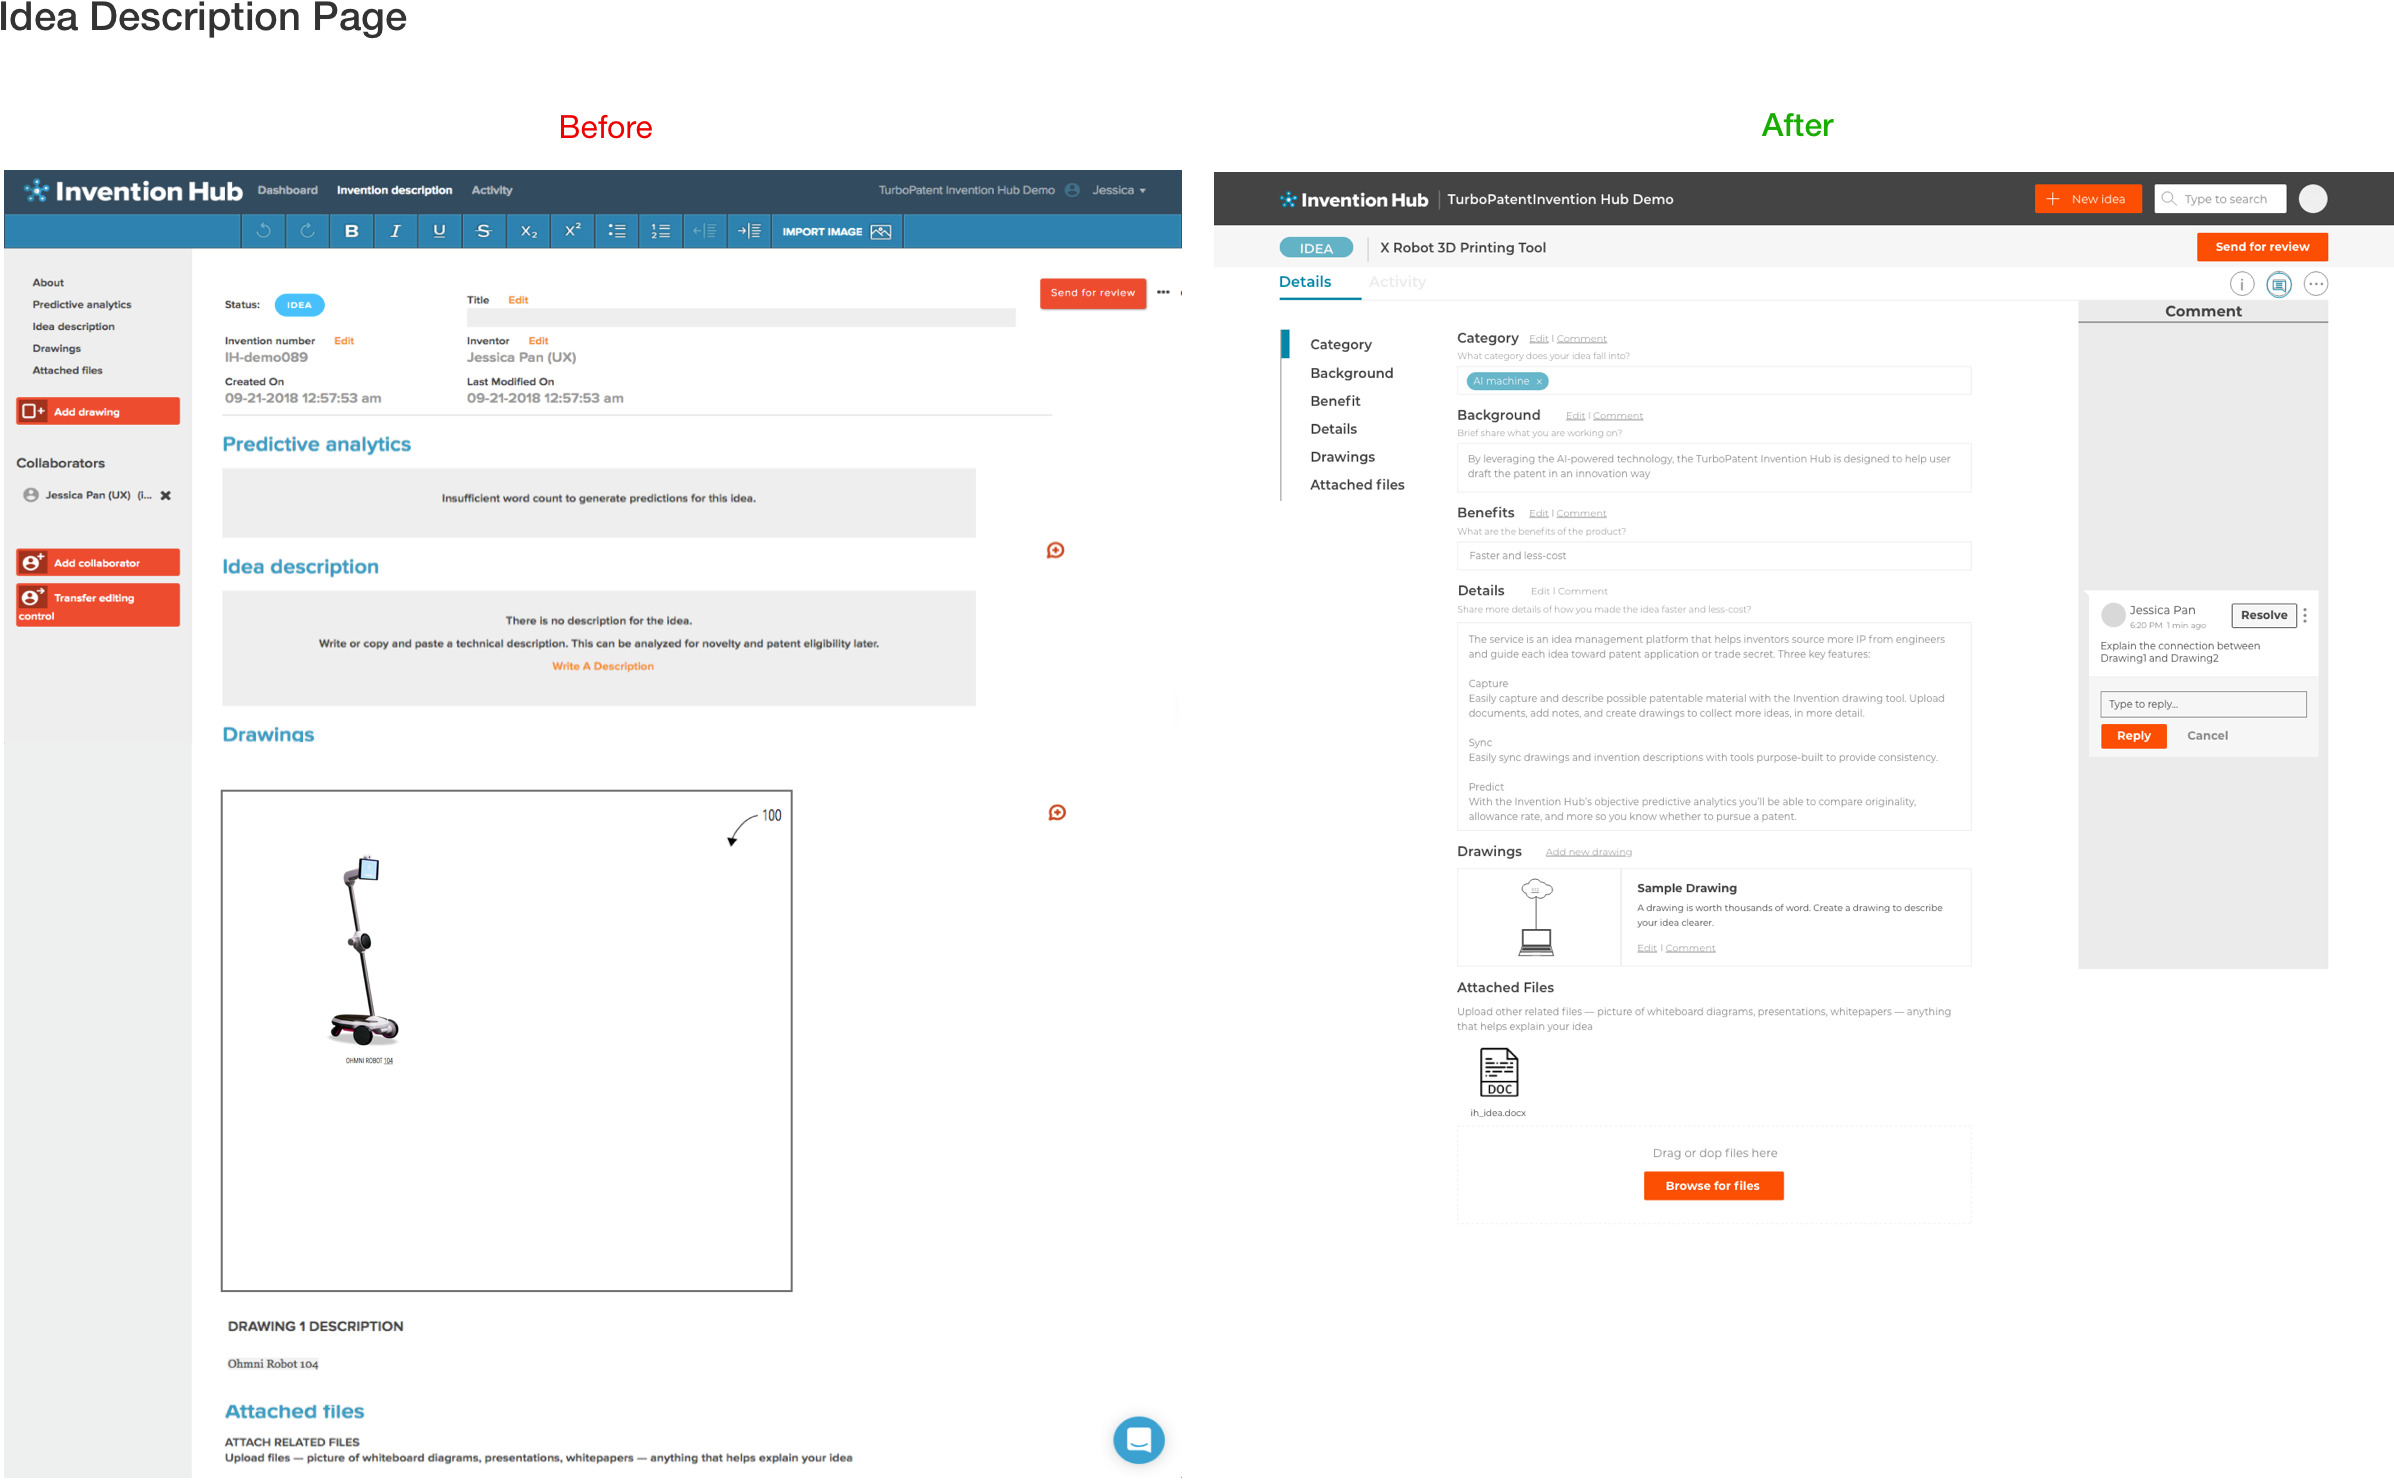 Idea Description Page
Before
Invention Hub Dashboard Invention description Activity TurboPatent Invention Hub Demo Jessica
B I U S X₂ X² IMPORT IMAGE
About
Predictive analytics
Idea description
Drawings
Attached files
Add drawing
Collaborators
Jessica Pan (UX) (i...
Add collaborator
Transfer editing
control
Status: IDEA
Title Edit
Send for review
Invention number Edit
IH-demo089
Inventor Edit
Jessica Pan (UX)
Created On
09-21-2018 12:57:53 am
Last Modified On
09-21-2018 12:57:53 am
Predictive analytics
Insufficient word count to generate predictions for this idea.
Idea description
There is no description for the idea.
Write or copy and paste a technical description. This can be analyzed for novelty and patent eligibility later.
Write A Description
Drawings
100
OHMNI ROBOT 104
DRAWING 1 DESCRIPTION
Ohmni Robot 104
Attached files
ATTACH RELATED FILES
Upload files — picture of whiteboard diagrams, presentations, whitepapers — anything that helps explain your idea
After
Invention Hub TurboPatentInvention Hub Demo
New idea
Type to search
IDEA X Robot 3D Printing Tool
Send for review
Details Activity
Category
Background
Benefit
Details
Drawings
Attached files
Category Edit | Comment
What category does your idea fall into?
AI machine x
Background Edit | Comment
Brief share what you are working on?
By leveraging the AI-powered technology, the TurboPatent Invention Hub is designed to help user
draft the patent in an innovation way
Benefits Edit | Comment
What are the benefits of the product?
Faster and less-cost
Details Edit | Comment
Share more details of how you made the idea faster and less-cost?
The service is an idea management platform that helps inventors source more IP from engineers
and guide each idea toward patent application or trade secret. Three key features:
Capture
Easily capture and describe possible patentable material with the Invention drawing tool. Upload
documents, add notes, and create drawings to collect more ideas, in more detail.
Sync
Easily sync drawings and invention descriptions with tools purpose-built to provide consistency.
Predict
With the Invention Hub's objective predictive analytics you'll be able to compare originality,
allowance rate, and more so you know whether to pursue a patent.
Drawings Add new drawing
Sample Drawing
A drawing is worth thousands of word. Create a drawing to describe
your idea clearer.
Edit | Comment
Attached Files
Upload other related files — picture of whiteboard diagrams, presentations, whitepapers — anything
that helps explain your idea
DOC
ih_idea.docx
Drag or dop files here
Browse for files
Comment
Jessica Pan
6:20 PM 1 min ago
Resolve
Explain the connection between
Drawing1 and Drawing2
Type to reply...
Reply Cancel